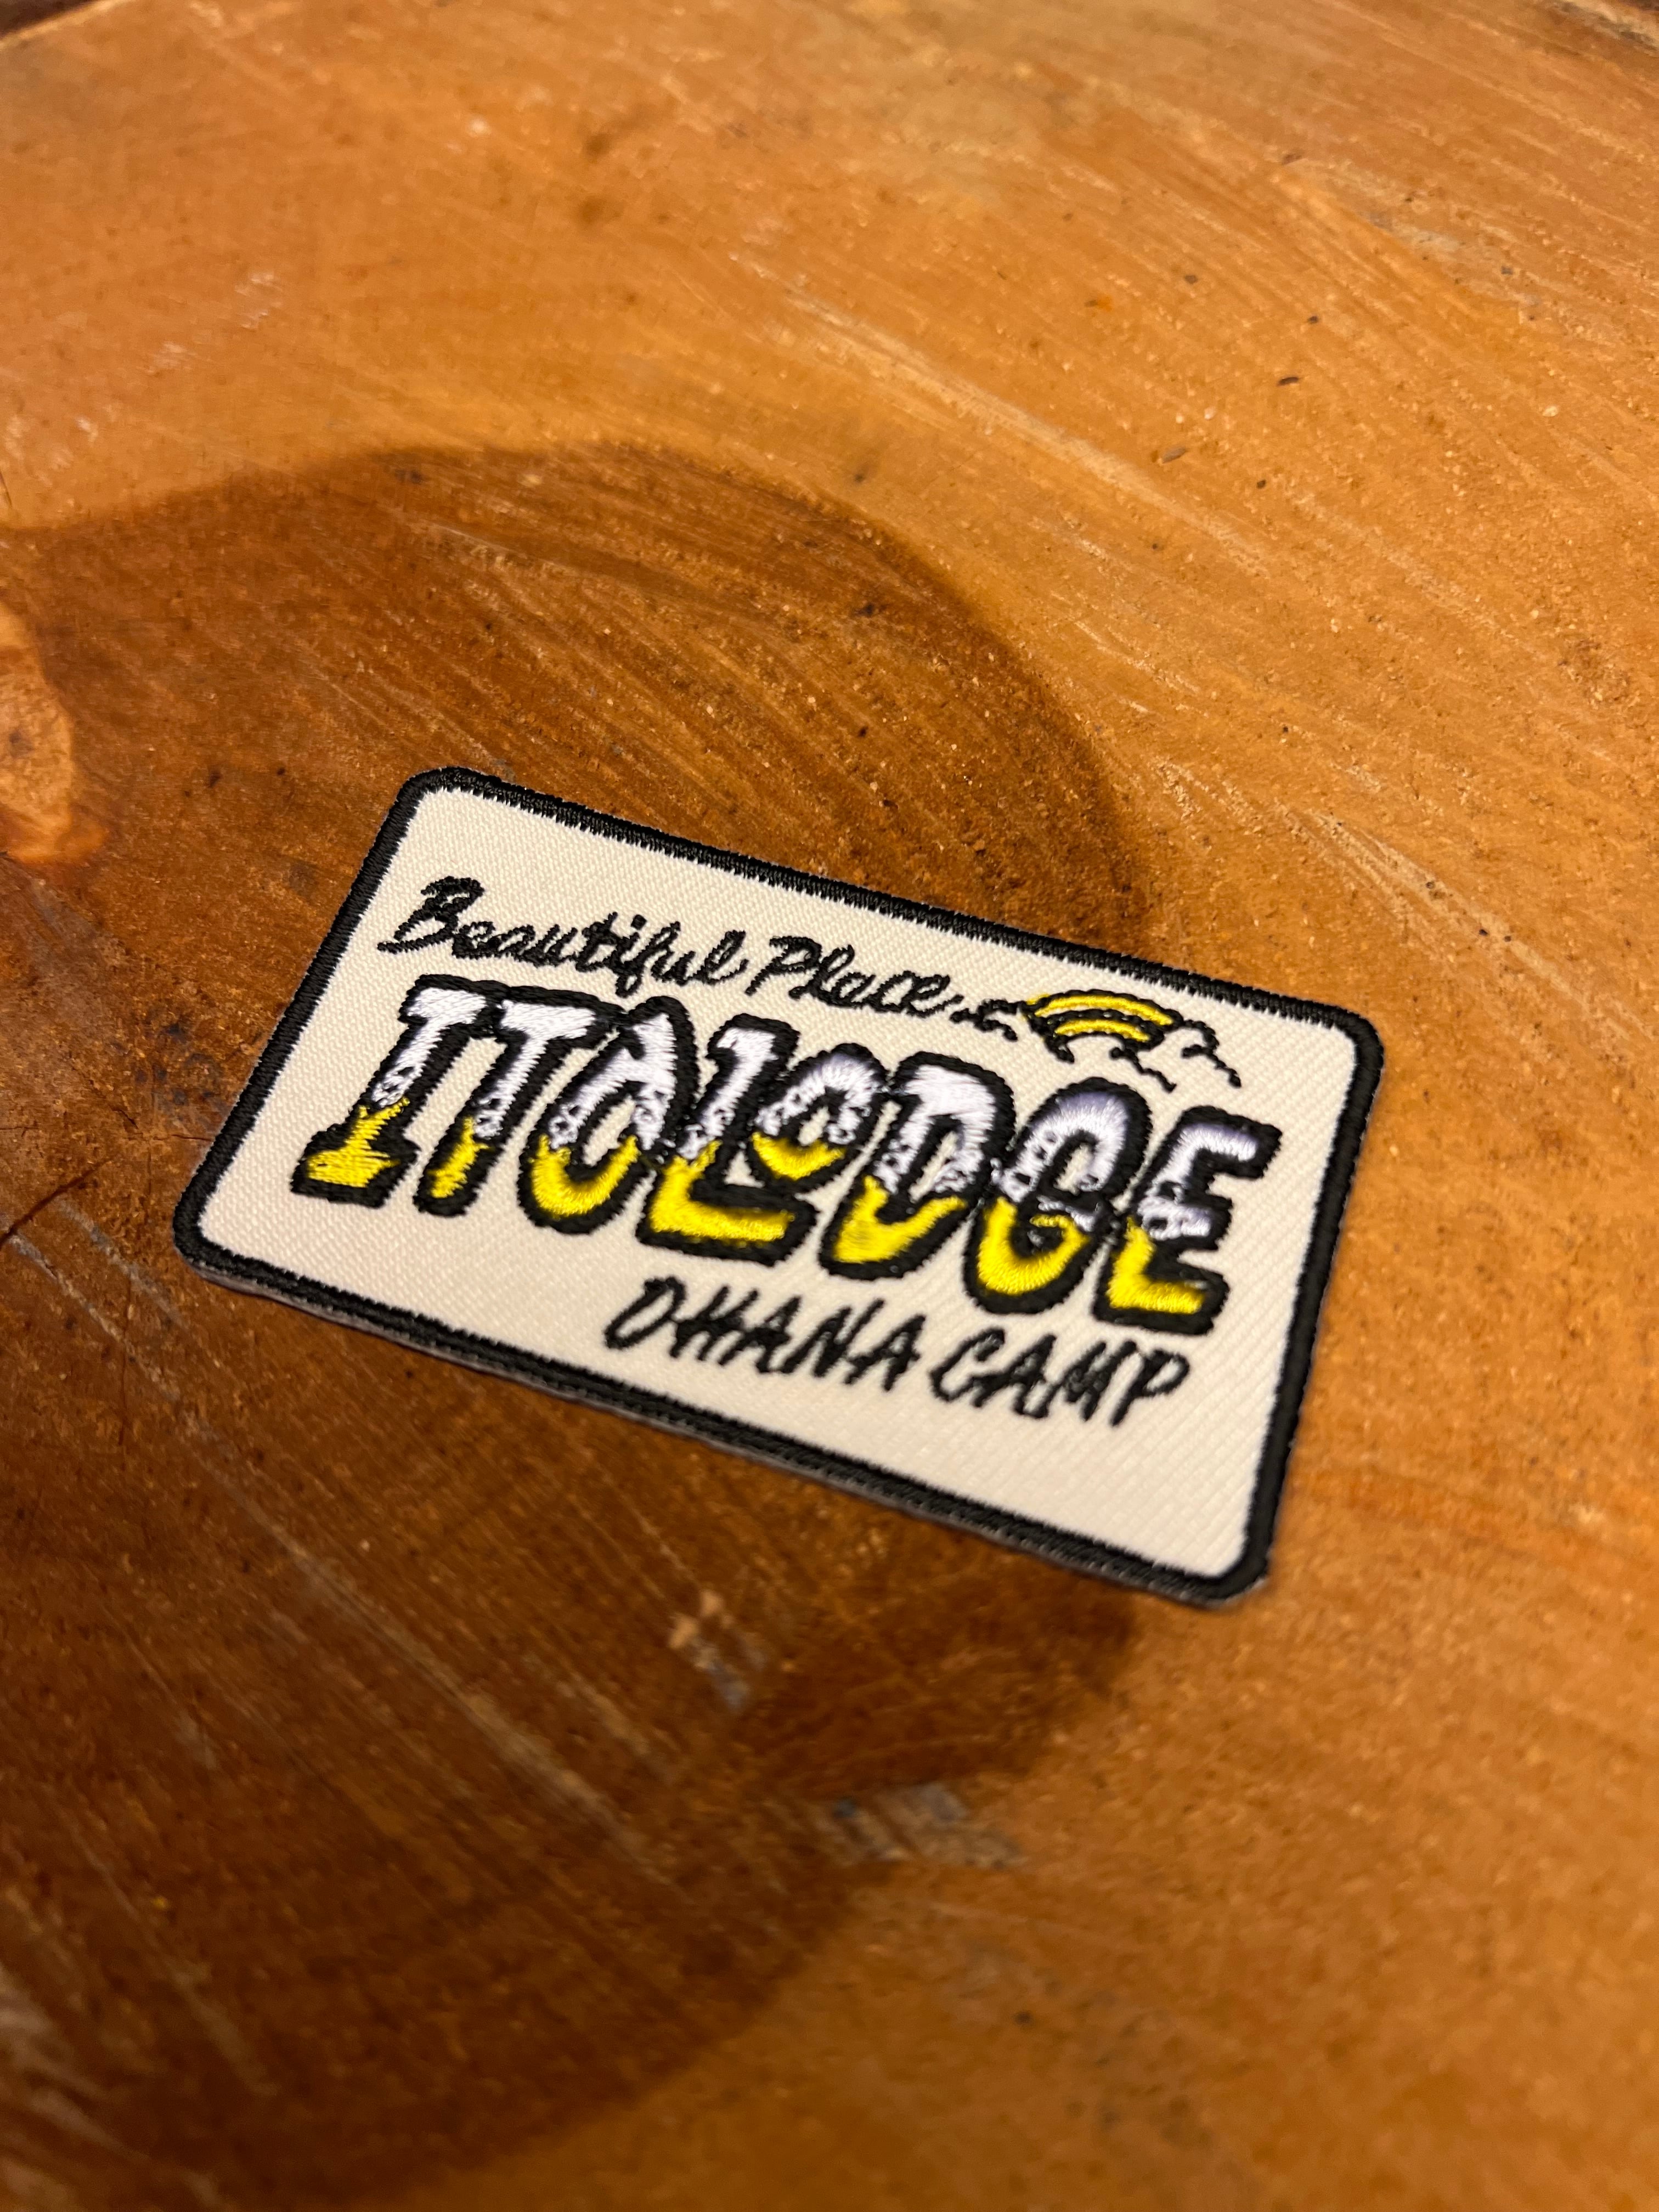 Beautiful Place
ITOLODGE
OHANA CAMP